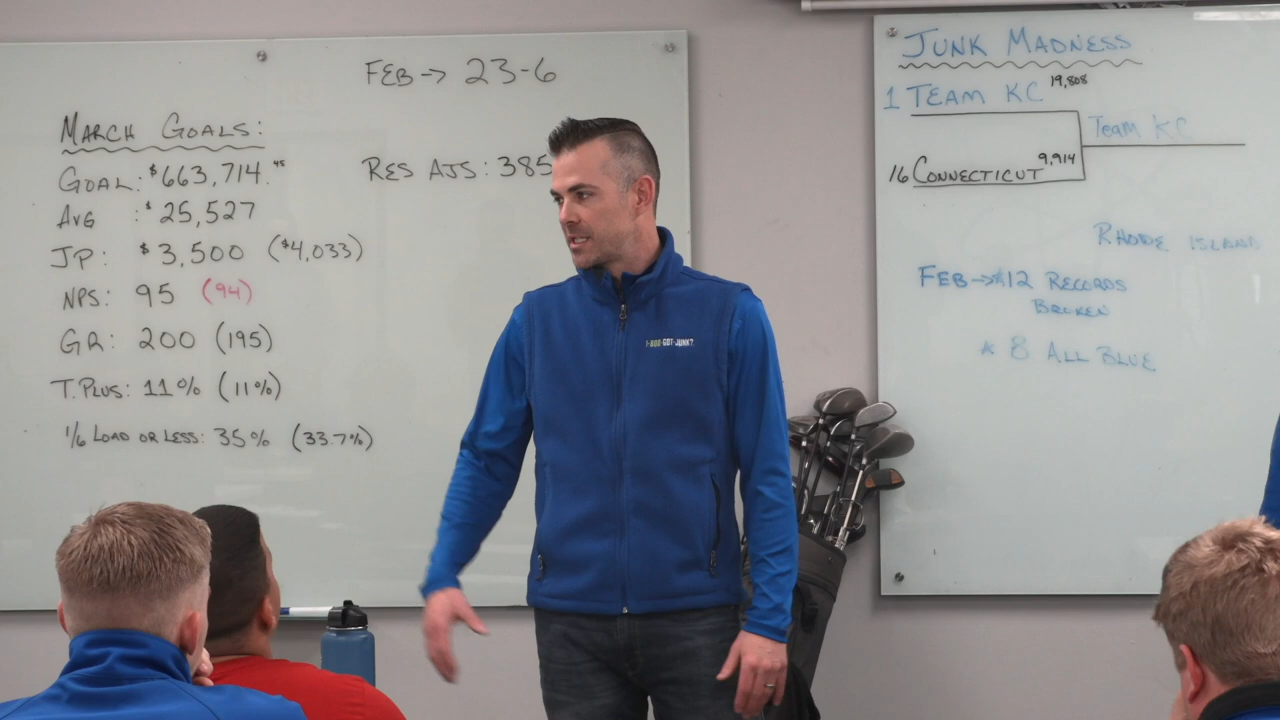 FEB → 23-6
MARCH GOALS:
GOAL: $663,714.45
AVG : $25,527
JP: $3,500 ($4,033)
NPS: 95 (94)
GR: 200 (195)
T.PLUS: 11% (11%)
1/6 LOAD OR LESS: 35% (33.7%)
RES AJS: 385
1-800-GOT-JUNK?
JUNK MADNESS
1 TEAM KC 19,808
Team KC
16 CONNECTICUT 9,914
RHODE ISLAND
FEB → 12 RECORDS
BROKEN
* 8 ALL BLUE